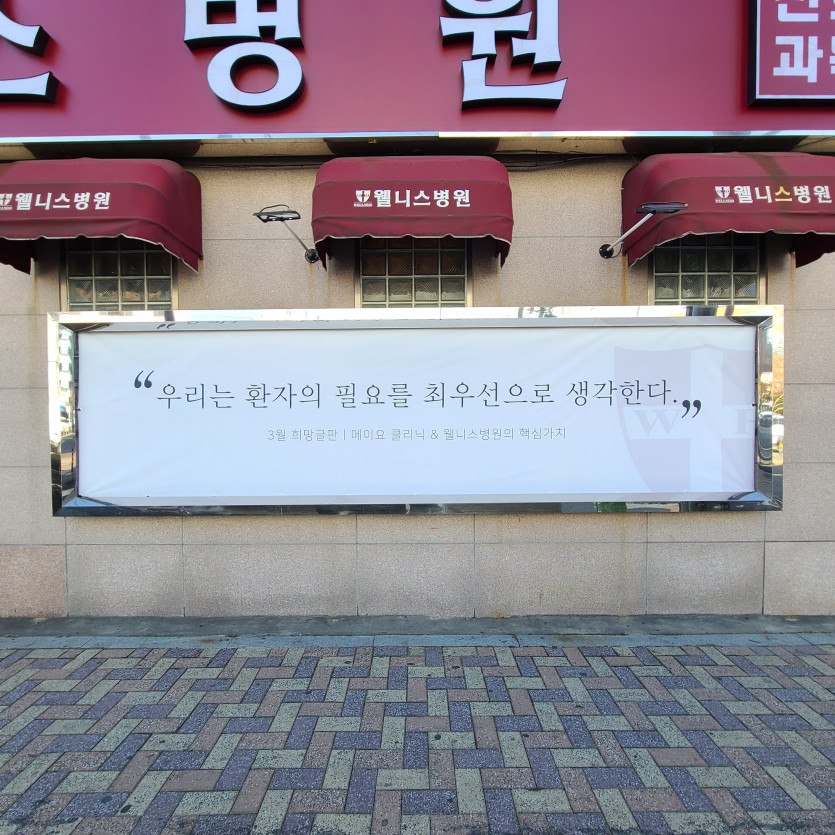 스병원
과
웰니스병원
웰니스병원
웰니스병원
“우리는 환자의 필요를 최우선으로 생각한다.”
3월 희망글판 | 메이요 클리닉 & 웰니스병원의 핵심가치
W